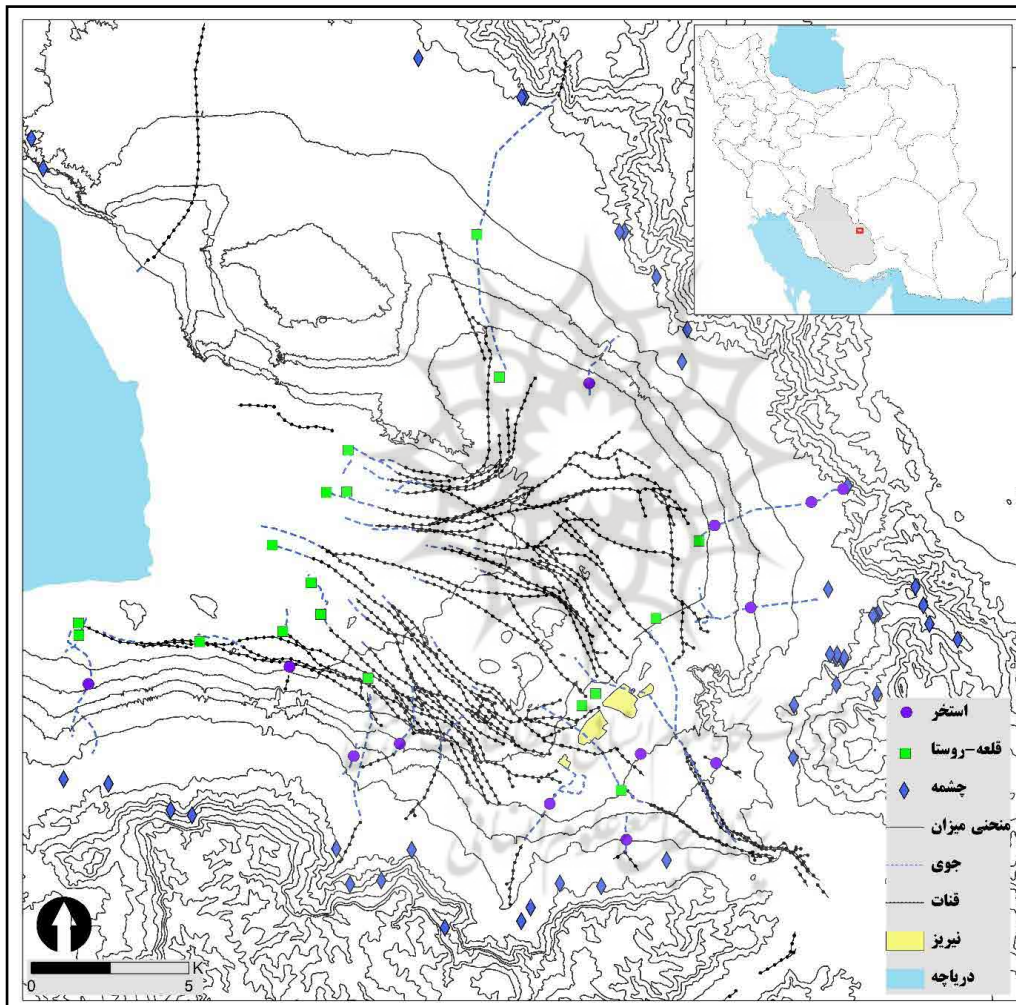 استخر
قلعه-روستا
چشمه
منحنی میزان
جوی
قنات
نیریز
دریاچه
K
0 5